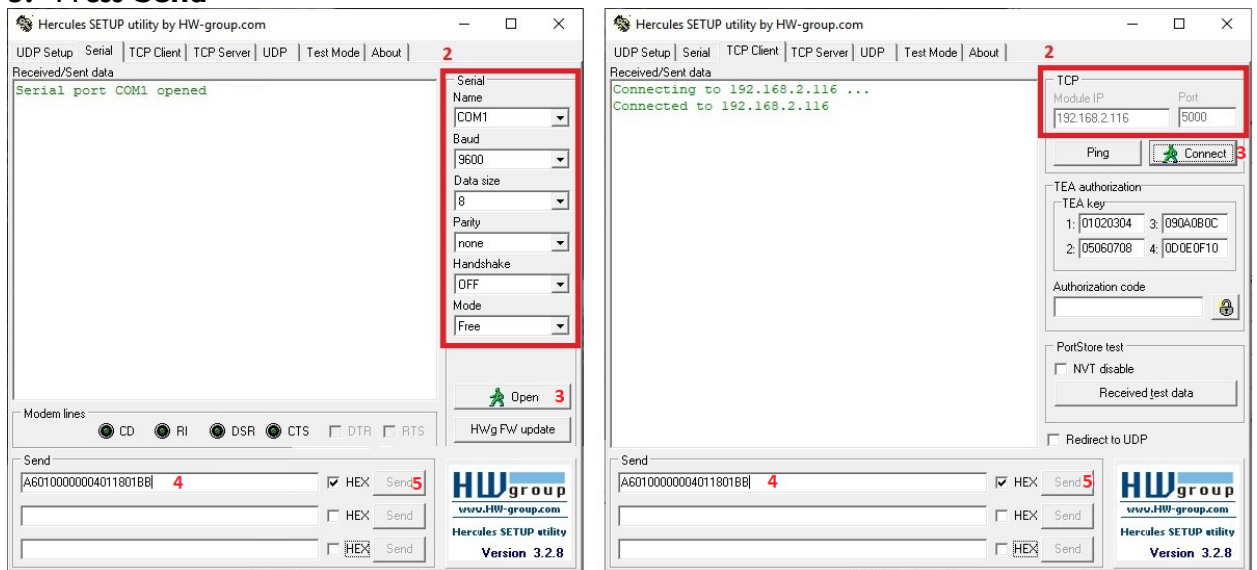 5. Press Send
Hercules SETUP utility by HW-group.com
UDP Setup Serial TCP Client TCP Server UDP Test Mode About
2
Received/Sent data
Serial port COM1 opened
Serial
Name
COM1
Baud
9600
Data size
8
Parity
none
Handshake
OFF
Mode
Free
Open 3
HWg FW update
Modem lines
CD RI DSR CTS DTR RTS
Send
A60100000004011801BB 4 HEX Send 5
HEX Send
HEX Send
HW group
www.HW-group.com
Hercules SETUP utility
Version 3.2.8
Hercules SETUP utility by HW-group.com
UDP Setup Serial TCP Client TCP Server UDP Test Mode About
2
Received/Sent data
Connecting to 192.168.2.116 ...
Connected to 192.168.2.116
TCP
Module IP Port
192.168.2.116 5000
Ping Connect 3
TEA authorization
TEA key
1: 01020304 3: 090A0B0C
2: 05060708 4: 0D0E0F10
Authorization code
PortStore test
NVT disable
Received test data
Redirect to UDP
Send
A60100000004011801BB 4 HEX Send 5
HEX Send
HEX Send
HW group
www.HW-group.com
Hercules SETUP utility
Version 3.2.8